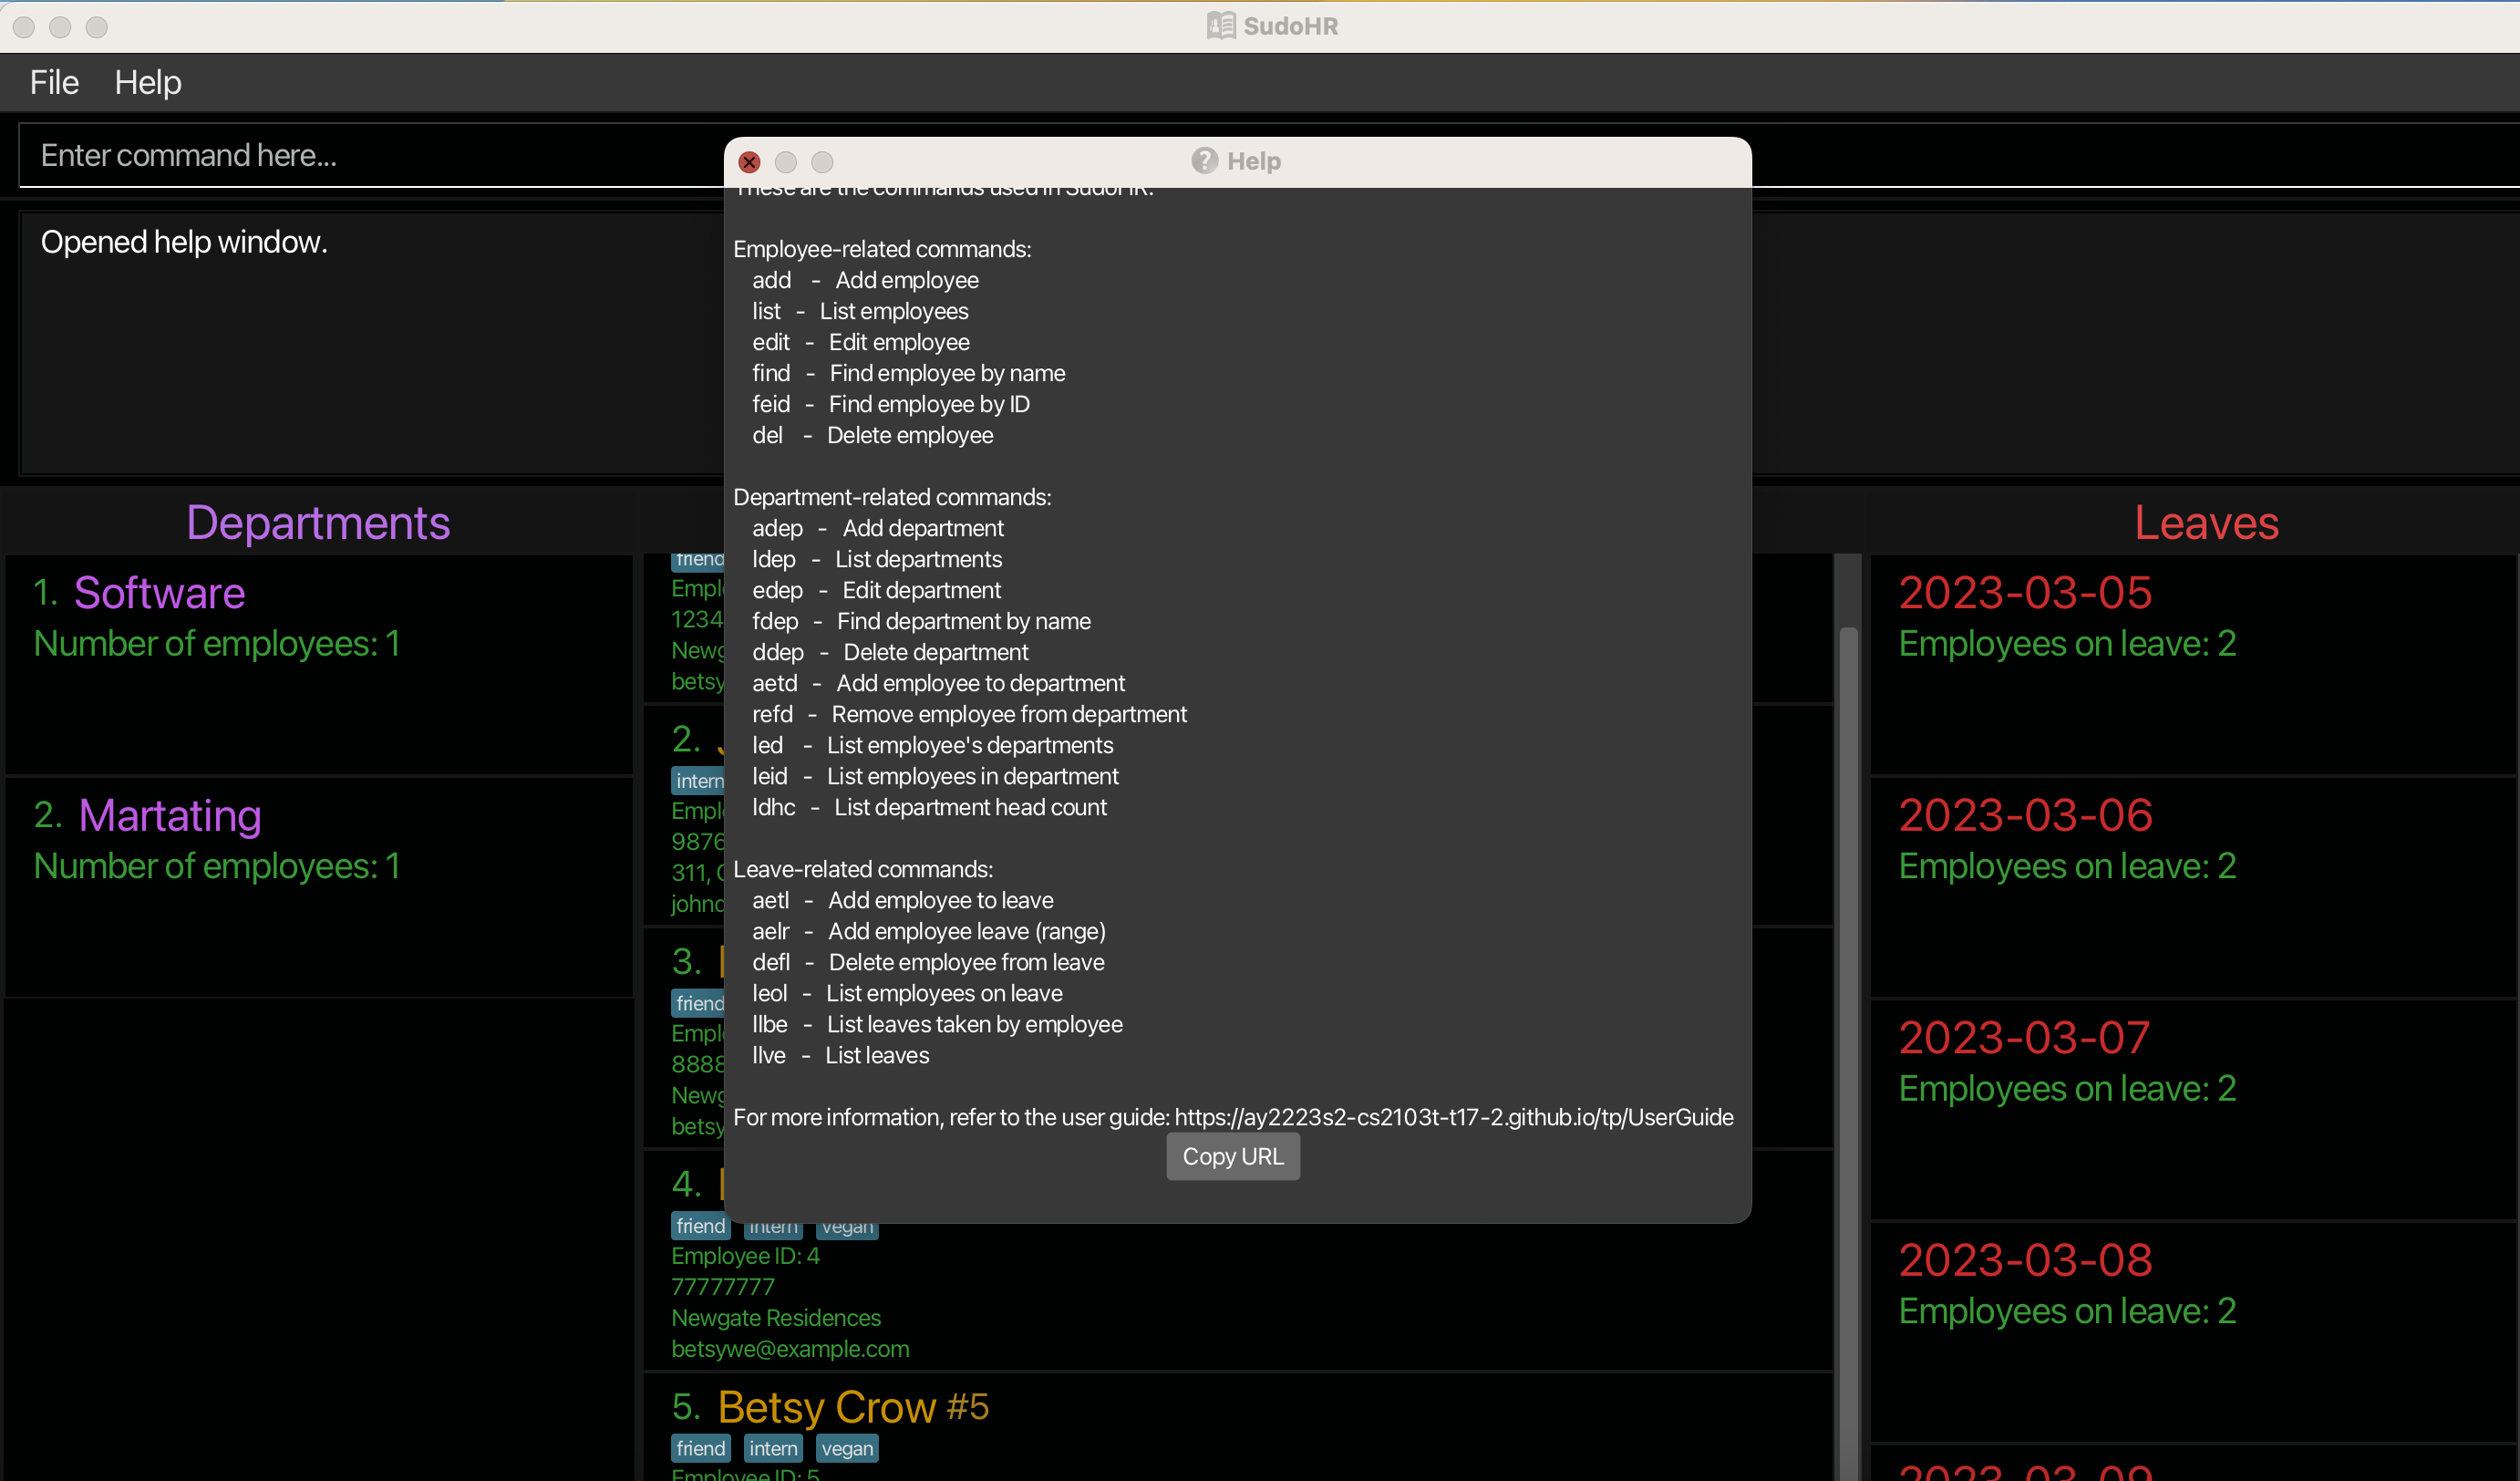 SudoHR
File Help
Enter command here...
Opened help window.
Help
These are the commands used in SudoHR:
Employee-related commands:
add - Add employee
list - List employees
edit - Edit employee
find - Find employee by name
feid - Find employee by ID
del - Delete employee
Department-related commands:
adep - Add department
ldep - List departments
edep - Edit department
fdep - Find department by name
ddep - Delete department
aetd - Add employee to department
refd - Remove employee from department
led - List employee's departments
leid - List employees in department
ldhc - List department head count
Leave-related commands:
aetl - Add employee to leave
aelr - Add employee leave (range)
defl - Delete employee from leave
leol - List employees on leave
llbe - List leaves taken by employee
llve - List leaves
For more information, refer to the user guide: https://ay2223s2-cs2103t-t17-2.github.io/tp/UserGuide
Copy URL
Departments
1. Software
Number of employees: 1
2. Martating
Number of employees: 1
friend
Empl
1234
Newg
betsy
2.
intern
Empl
9876
311,
johnd
3.
friend
Empl
8888
Newg
betsy
4.
friend intern vegan
Employee ID: 4
77777777
Newgate Residences
betsywe@example.com
5. Betsy Crow #5
friend intern vegan
Employee ID: 5
Leaves
2023-03-05
Employees on leave: 2
2023-03-06
Employees on leave: 2
2023-03-07
Employees on leave: 2
2023-03-08
Employees on leave: 2
2023-03-09